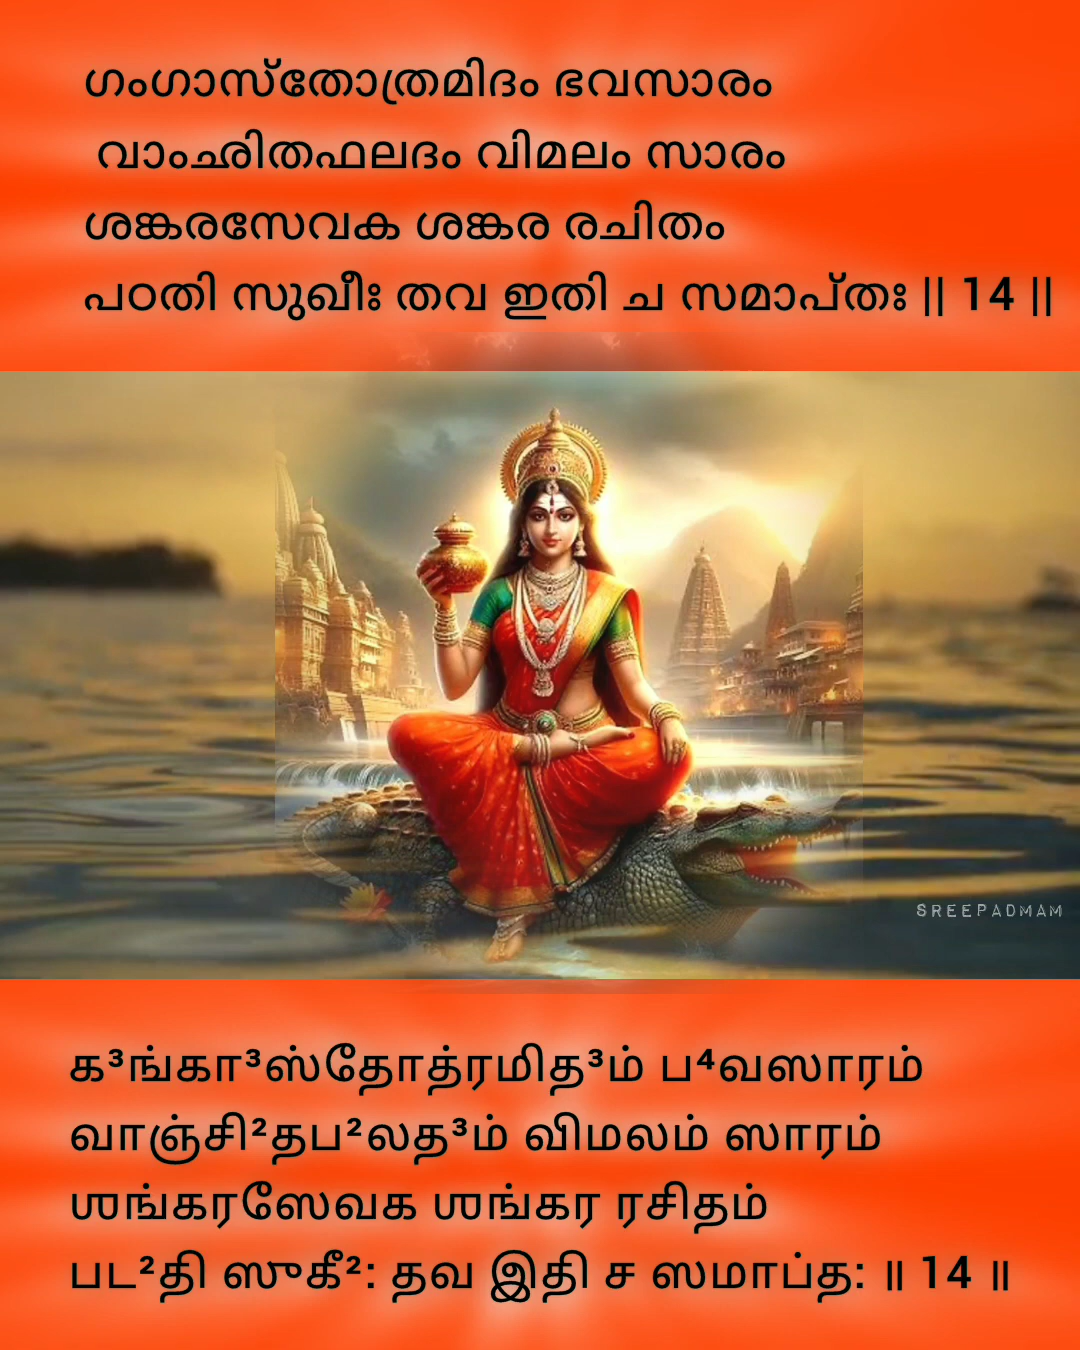 ഗംഗാസ്തോത്രമിദം ഭവസാരം
വാംഛിതഫലദം വിമലം സാരം
ശങ്കരസേവക ശങ്കര രചിതം
പഠതി സുഖീഃ തവ ഇതി ച സമാപ്തഃ || 14 ||
SREEPADMAM
க³ங்கா³ஸ்தோத்ரமித³ம் ப⁴வஸாரம்
வாஞ்சி²தப²லத³ம் விமலம் ஸாரம்
ஶங்கரஸேவக ஶங்கர ரசிதம்
பட²தி ஸுகீ²: தவ இதி ச ஸமாப்த: ॥ 14 ॥